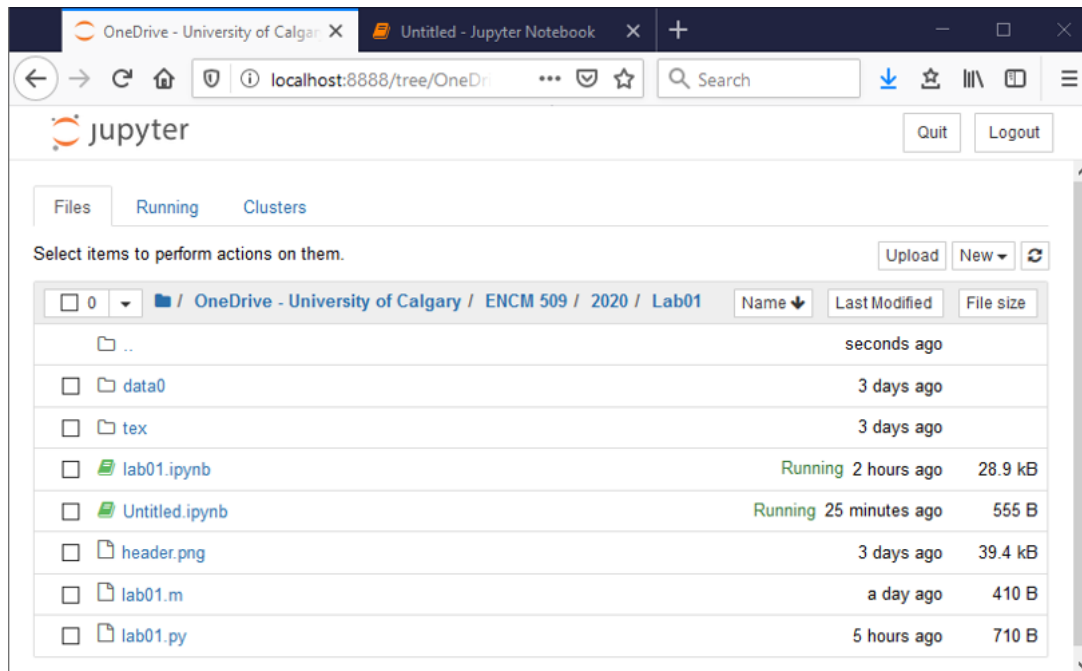 OneDrive - University of Calgar
Untitled - Jupyter Notebook
localhost:8888/tree/OneDri
Search
jupyter
Quit
Logout
Files
Running
Clusters
Select items to perform actions on them.
Upload
New
0
/ OneDrive - University of Calgary / ENCM 509 / 2020 / Lab01
Name
Last Modified
File size
.. seconds ago
data0 3 days ago
tex 3 days ago
lab01.ipynb Running 2 hours ago 28.9 kB
Untitled.ipynb Running 25 minutes ago 555 B
header.png 3 days ago 39.4 kB
lab01.m a day ago 410 B
lab01.py 5 hours ago 710 B